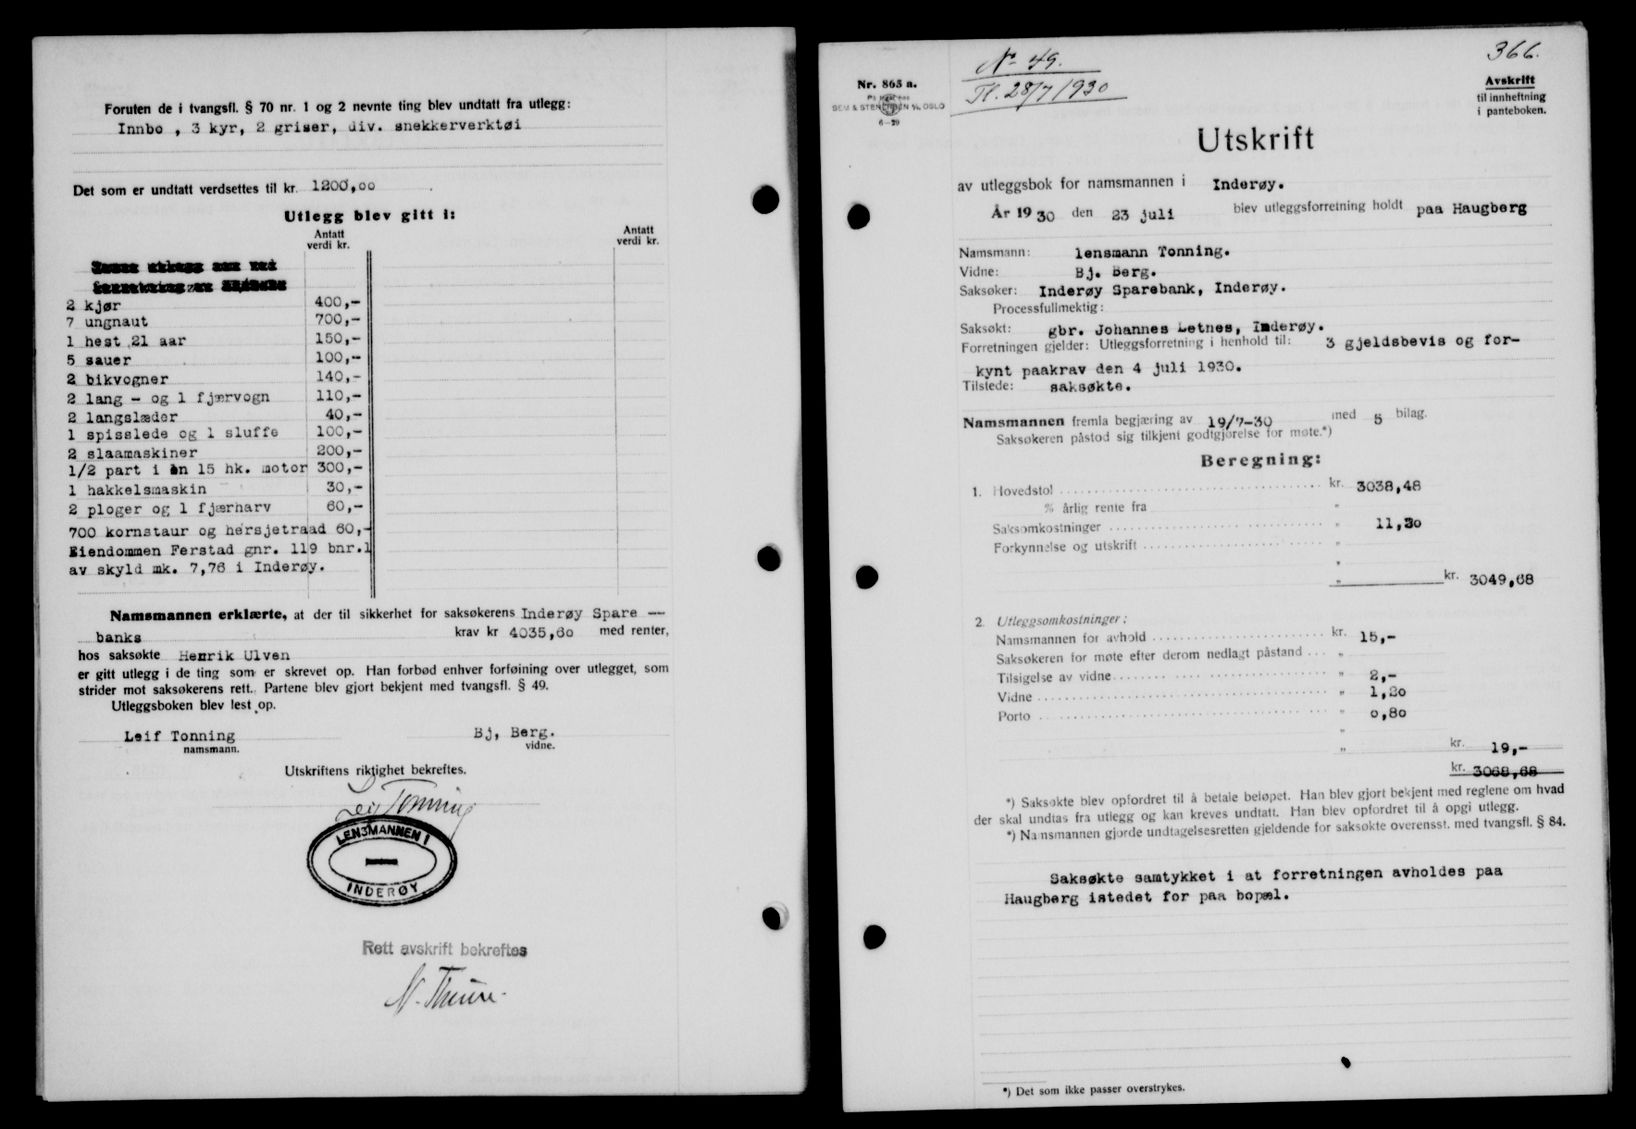 Foruten de i tvangsfl. § 70 nr. 1 og 2 nevnte ting blev undtatt fra utlegg:
Innbo , 3 kyr, 2 griser, div. snekkerverktøi
Det som er undtatt verdsettes til kr. 1200,00
Utlegg blev gitt i:
Antatt verdi kr.
Antatt verdi kr.
2 kjør 400,-
7 ungnaut 700,-
1 hest 21 aar 150,-
5 sauer 100,-
2 bikvogner 140,-
2 lang - og 1 fjærvogn 110,-
2 langslæder 40,-
1 spisslede og 1 sluffe 100,-
2 slaamaskiner 200,-
1/2 part i en 15 hk. motor 300,-
1 hakkelsmaskin 30,-
2 ploger og 1 fjærharv 60,-
700 kornstaur og hersjetraad 60,-
Eiendommen Ferstad gnr. 119 bnr.1
av skyld mk. 7,76 i Inderøy.
Namsmannen erklærte, at der til sikkerhet for saksøkerens Inderøy Spare —
banks krav kr 4035,60 med renter,
hos saksøkte Henrik Ulven
er gitt utlegg i de ting som er skrevet op. Han forbød enhver forføining over utlegget, som
strider mot saksøkerens rett. Partene blev gjort bekjent med tvangsfl. § 49.
Utleggsboken blev lest op.
Leif Tonning Bj, Berg.
namsmann. vidne.
Utskriftens riktighet bekreftes.
Leif Tonning
LENSMANNEN I
INDERØY
Rett avskrift bekreftes
N. Thune.
No 49.
Tl. 28/7 1930
366.
Nr. 865 a.
SEM & STENERSEN % OSLO
6-29
Avskrift
til innheftning
i panteboken.
Utskrift
av utleggsbok for namsmannen i Inderøy.
År 1930 den 23 juli blev utleggsforretning holdt paa Haugberg
Namsmann: lensmann Tonning.
Vidne: Bj. Berg.
Saksøker: Inderøy Sparebank, Inderøy.
Processfullmektig:
Saksøkt: gbr. Johannes Letnes, Inderøy.
Forretningen gjelder: Utleggsforretning i henhold til: 3 gjeldsbevis og for-
kynt paakrav den 4 juli 1930.
Tilstede: saksøkte.
Namsmannen fremla begjæring av 19/7-30 med 5 bilag.
Saksøkeren påstod sig tilkjent godtgjørelse for møte.*)
Beregning:
1. Hovedstol kr. 3038,48
% årlig rente fra "
Saksomkostninger " 11,20
Forkynnelse og utskrift "
"
" kr. 3049,68
2. Utleggsomkostninger:
Namsmannen for avhold kr. 15,-
Saksøkeren for møte efter derom nedlagt påstand ... "
Tilsigelse av vidne " 2,-
Vidne " 1,20
Porto " 0,80
"
" kr. 19,-
kr. 3068,68
*) Saksøkte blev opfordret til å betale beløpet. Han blev gjort bekjent med reglene om hvad
der skal undtas fra utlegg og kan kreves undtatt. Han blev opfordret til å opgi utlegg.
*) Namsmannen gjorde undtagelsesretten gjeldende for saksøkte overensst. med tvangsfl. § 84.
Saksøkte samtykket i at forretningen avholdes paa
Haugberg istedet for paa bopæl.
*) Det som ikke passer overstrykes.